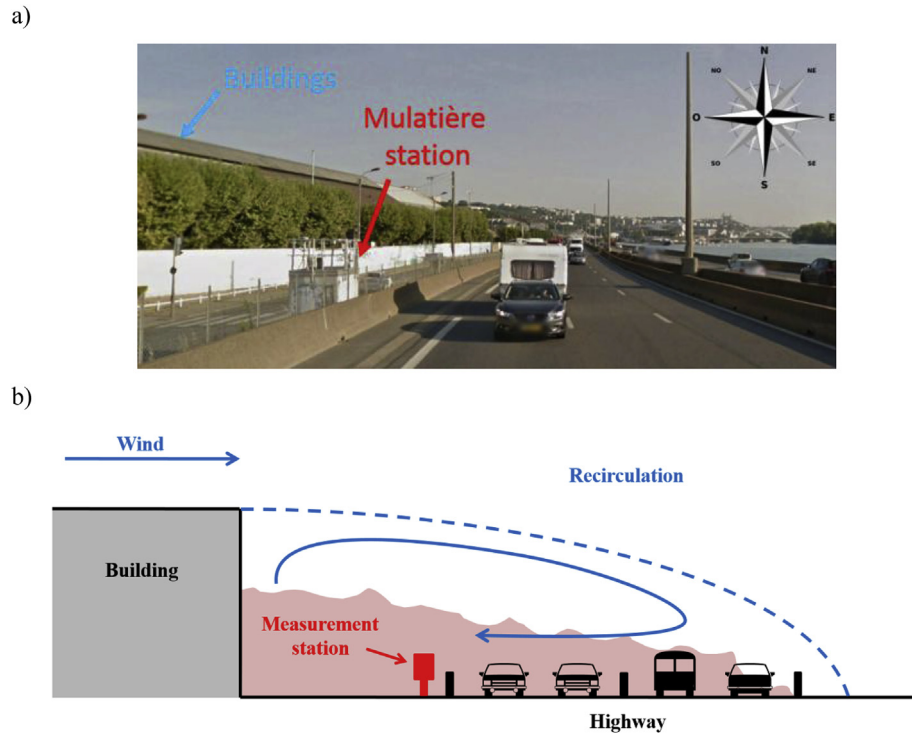 a)
Buildings
Mulatière
station
N
NO
NE
O
E
SO
SE
S
b)
Wind
Recirculation
Building
Measurement
station
Highway